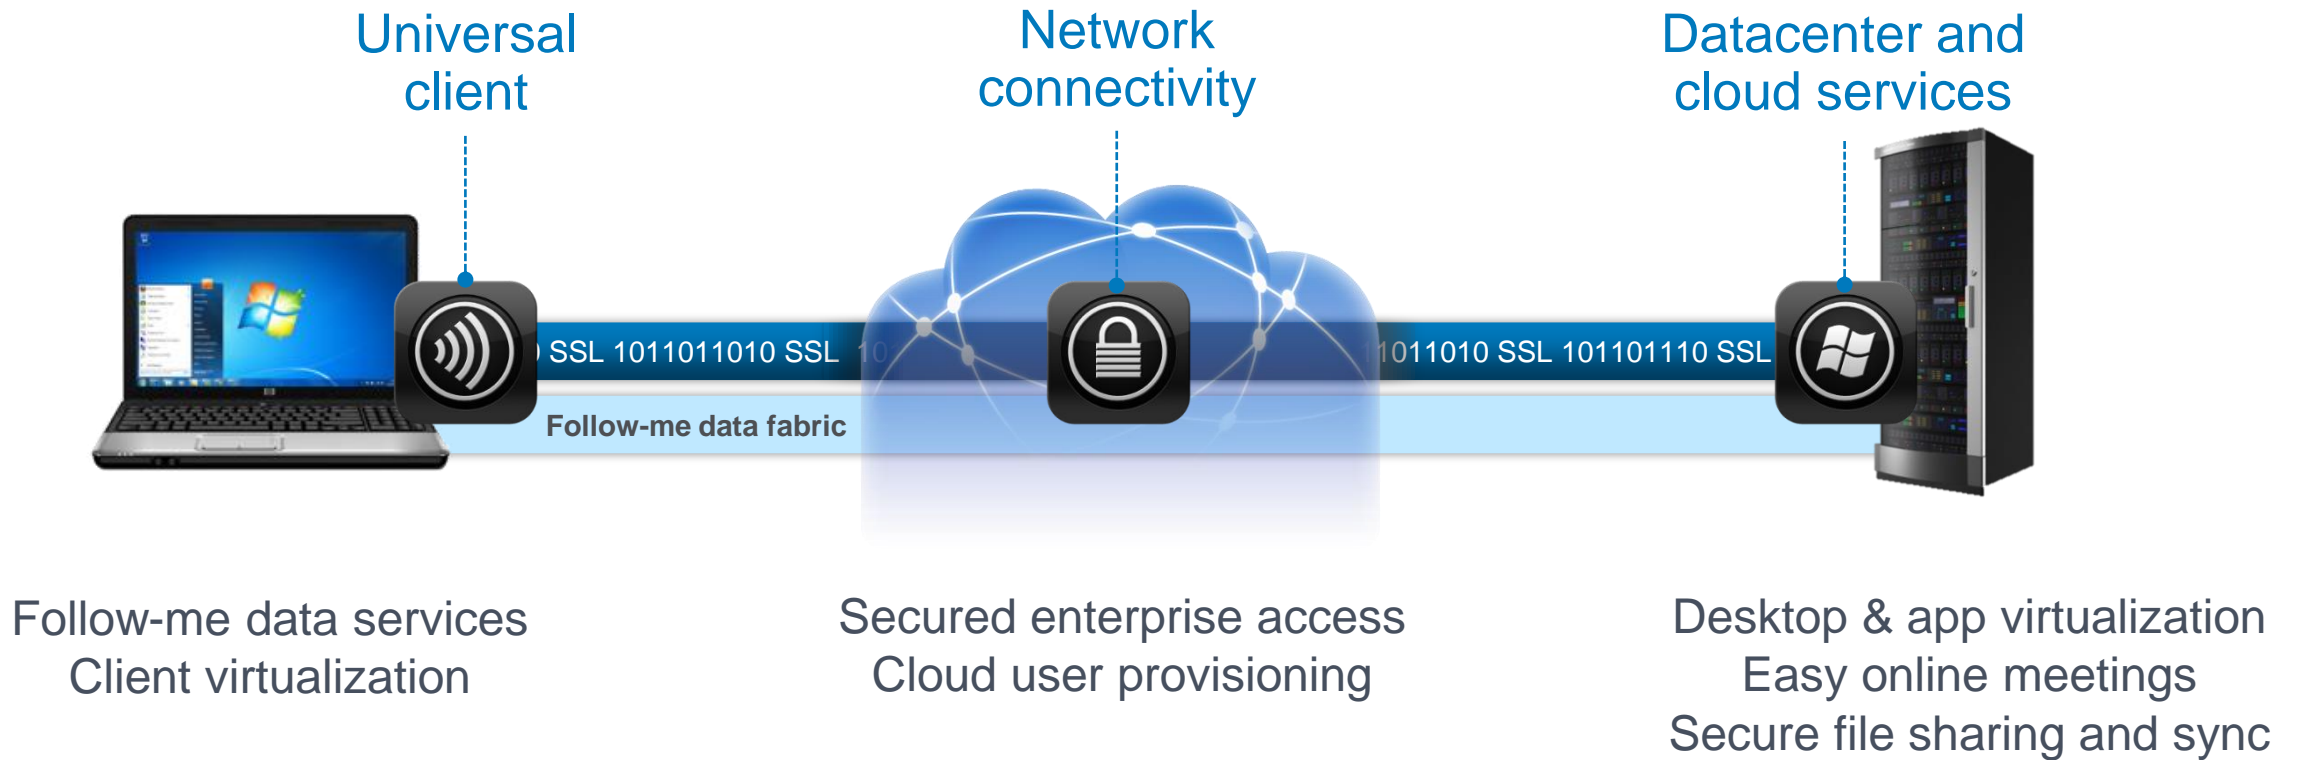 Universal
client
Network
connectivity
Datacenter and
cloud services
SSL 1011011010 SSL 10
11011010 SSL 101101110 SSL
Follow-me data fabric
Follow-me data services
Client virtualization
Secured enterprise access
Cloud user provisioning
Desktop & app virtualization
Easy online meetings
Secure file sharing and sync